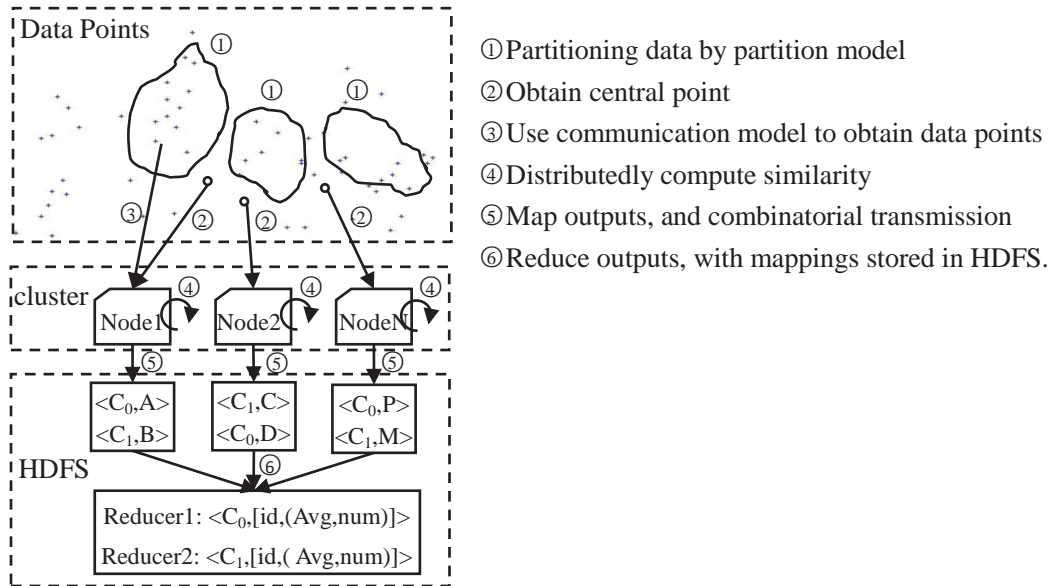 Data Points
①
①
①
③
②
②
②
cluster
Node1
④
Node2
④
NodeN
④
⑤
⑤
⑤
HDFS
<C₀,A>
<C₁,B>
<C₁,C>
<C₀,D>
<C₀,P>
<C₁,M>
⑥
Reducer1: <C₀,[id,(Avg,num)]>
Reducer2: <C₁,[id,( Avg,num)]>
①Partitioning data by partition model
②Obtain central point
③Use communication model to obtain data points
④Distributedly compute similarity
⑤Map outputs, and combinatorial transmission
⑥Reduce outputs, with mappings stored in HDFS.